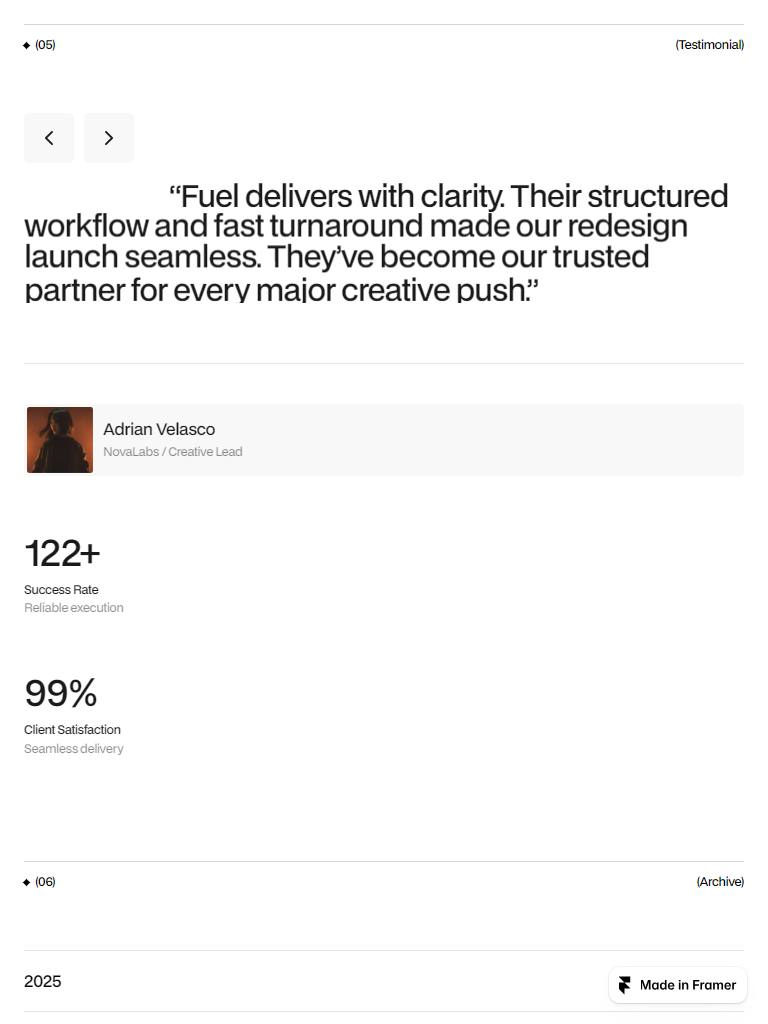 (05)
(Testimonial)
“Fuel delivers with clarity. Their structured
workflow and fast turnaround made our redesign
launch seamless. They’ve become our trusted
partner for every major creative push.”
Adrian Velasco
NovaLabs / Creative Lead
122+
Success Rate
Reliable execution
99%
Client Satisfaction
Seamless delivery
(06)
(Archive)
2025
Made in Framer